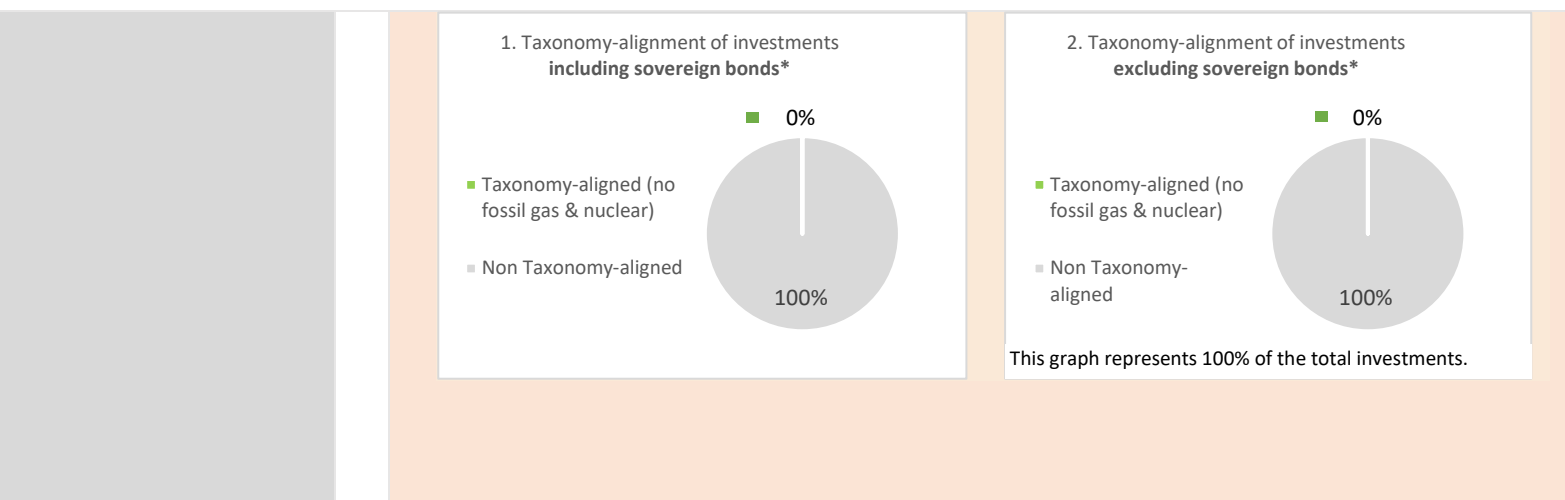 1. Taxonomy-alignment of investments
including sovereign bonds*
0%
Taxonomy-aligned (no
fossil gas & nuclear)
Non Taxonomy-aligned
100%
2. Taxonomy-alignment of investments
excluding sovereign bonds*
0%
Taxonomy-aligned (no
fossil gas & nuclear)
Non Taxonomy-
aligned
100%
This graph represents 100% of the total investments.